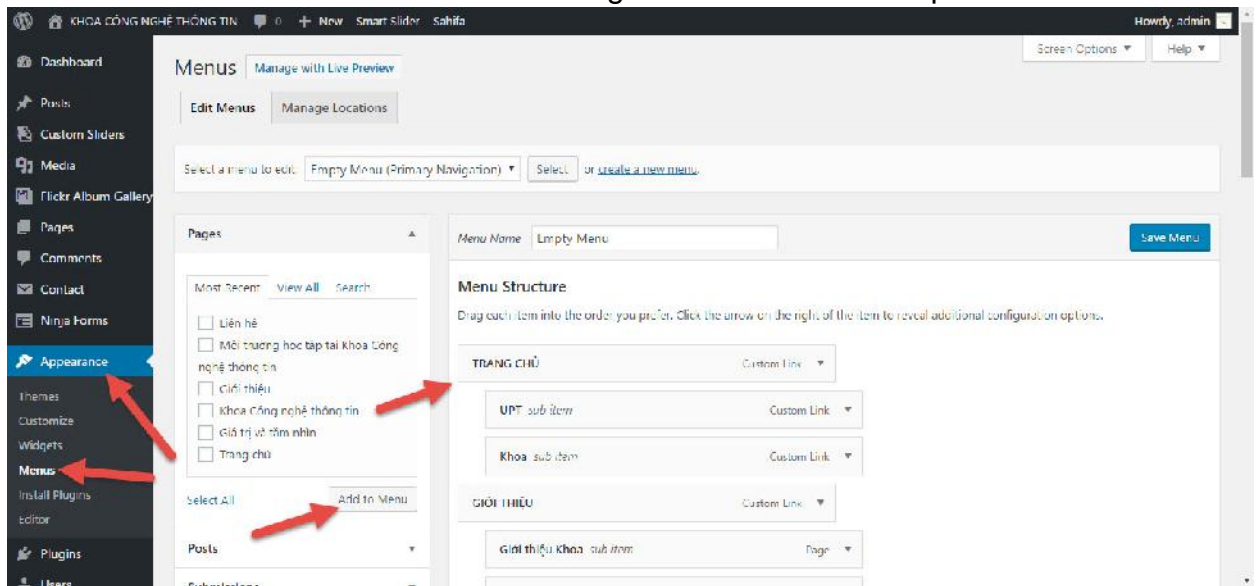 KHOA CÔNG NGHỆ THÔNG TIN 0 + New Smart Slider Sahifa Howdy, admin
Screen Options Help
Dashboard
Posts
Custom Sliders
Media
Flickr Album Gallery
Pages
Comments
Contact
Ninja Forms
Appearance
Themes
Customize
Widgets
Menus
Install Plugins
Editor
Plugins
Users
Menus Manage with Live Preview
Edit Menus Manage Locations
Select a menu to edit: Empty Menu (Primary Navigation) Select or create a new menu.
Pages
Most Recent View All Search
Liên hệ
Môi trường học tập tại Khoa Công
nghệ thông tin
Giới thiệu
Khoa Công nghệ thông tin
Giá trị và tầm nhìn
Trang chủ
Select All Add to Menu
Posts
Submissions
Menu Name Empty Menu Save Menu
Menu Structure
Drag each item into the order you prefer. Click the arrow on the right of the item to reveal additional configuration options.
TRANG CHỦ Custom Link
UPT sub item Custom Link
Khoa sub item Custom Link
GIỚI THIỆU Custom Link
Giới thiệu Khoa sub item Page